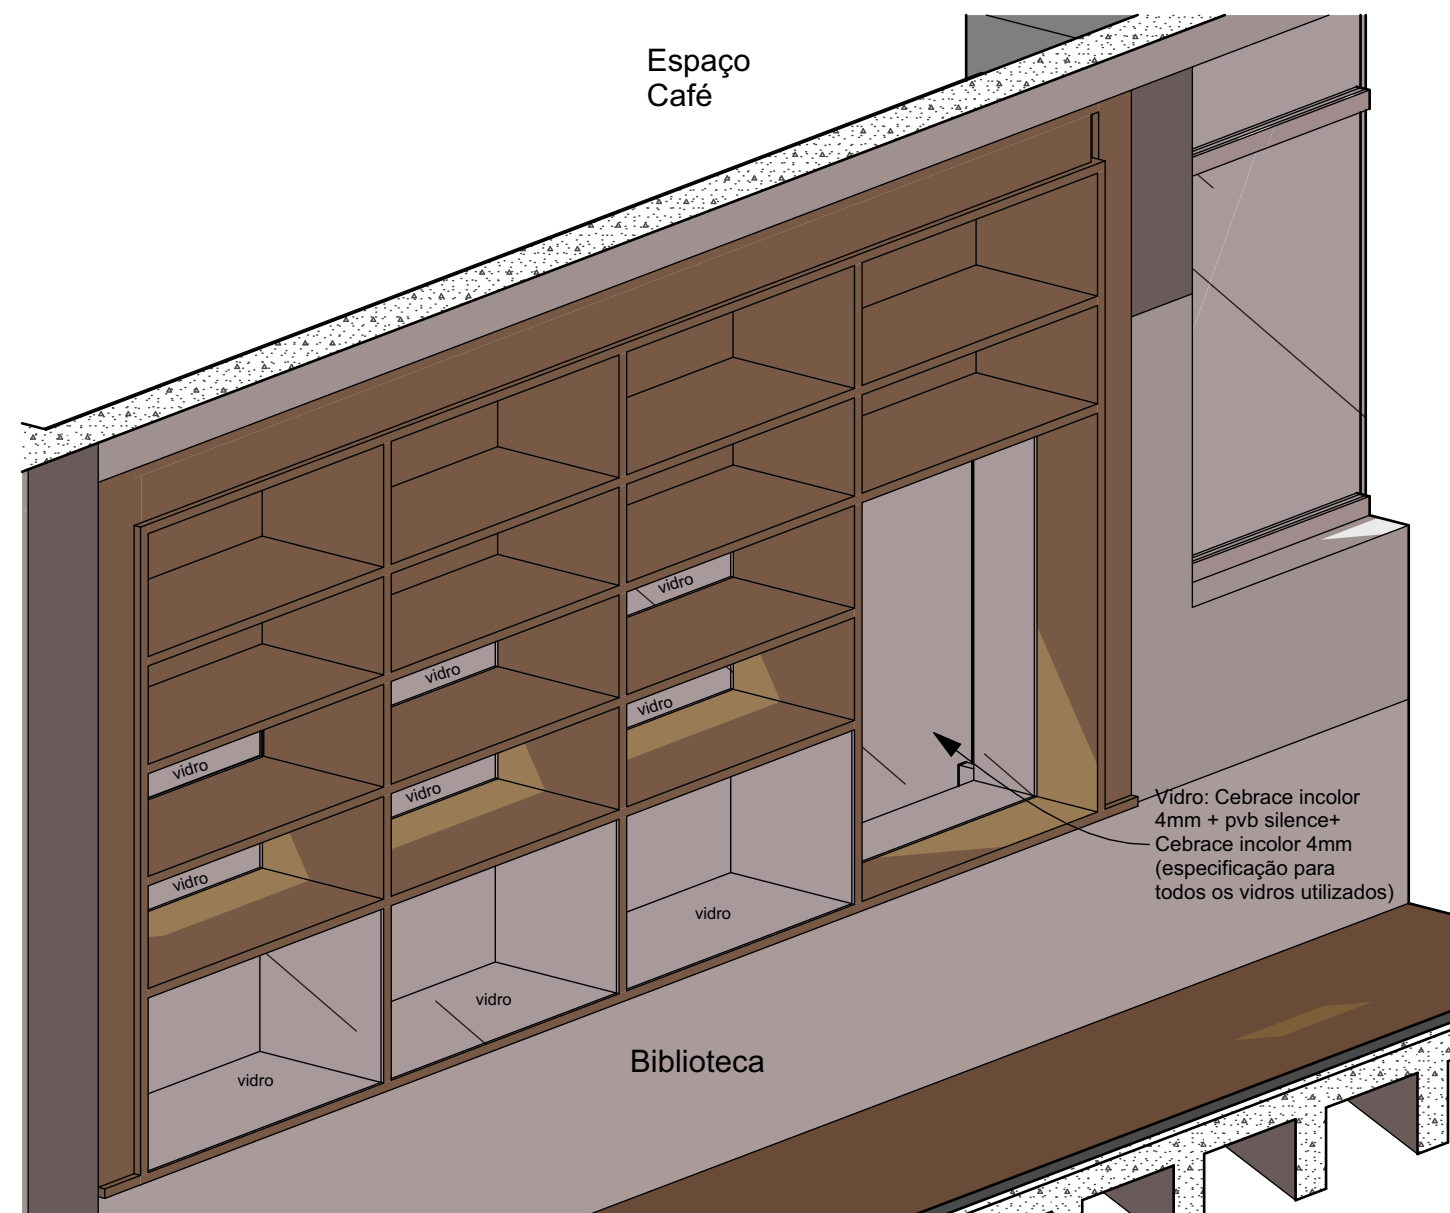 Espaço
Café
vidro
vidro
vidro
vidro
vidro
vidro
Vidro: Cebrace incolor
4mm + pvb silence+
Cebrace incolor 4mm
(especificação para
todos os vidros utilizados)
vidro
vidro
vidro
Biblioteca